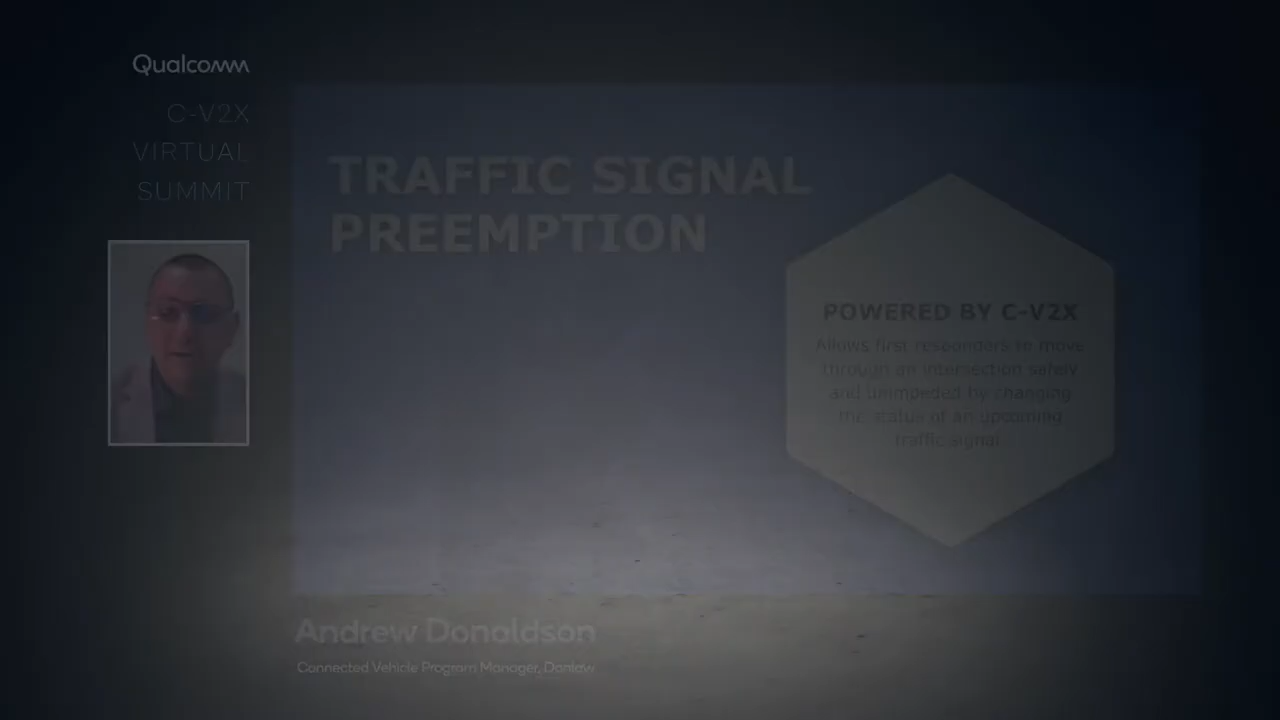 Qualcomm
C-V2X
VIRTUAL
SUMMIT
TRAFFIC SIGNAL
PREEMPTION
POWERED BY C-V2X
Allows first responders to move
through an intersection safely
and unimpeded by changing
the status of an upcoming
traffic signal
Andrew Donaldson
Connected Vehicle Program Manager, Danlaw